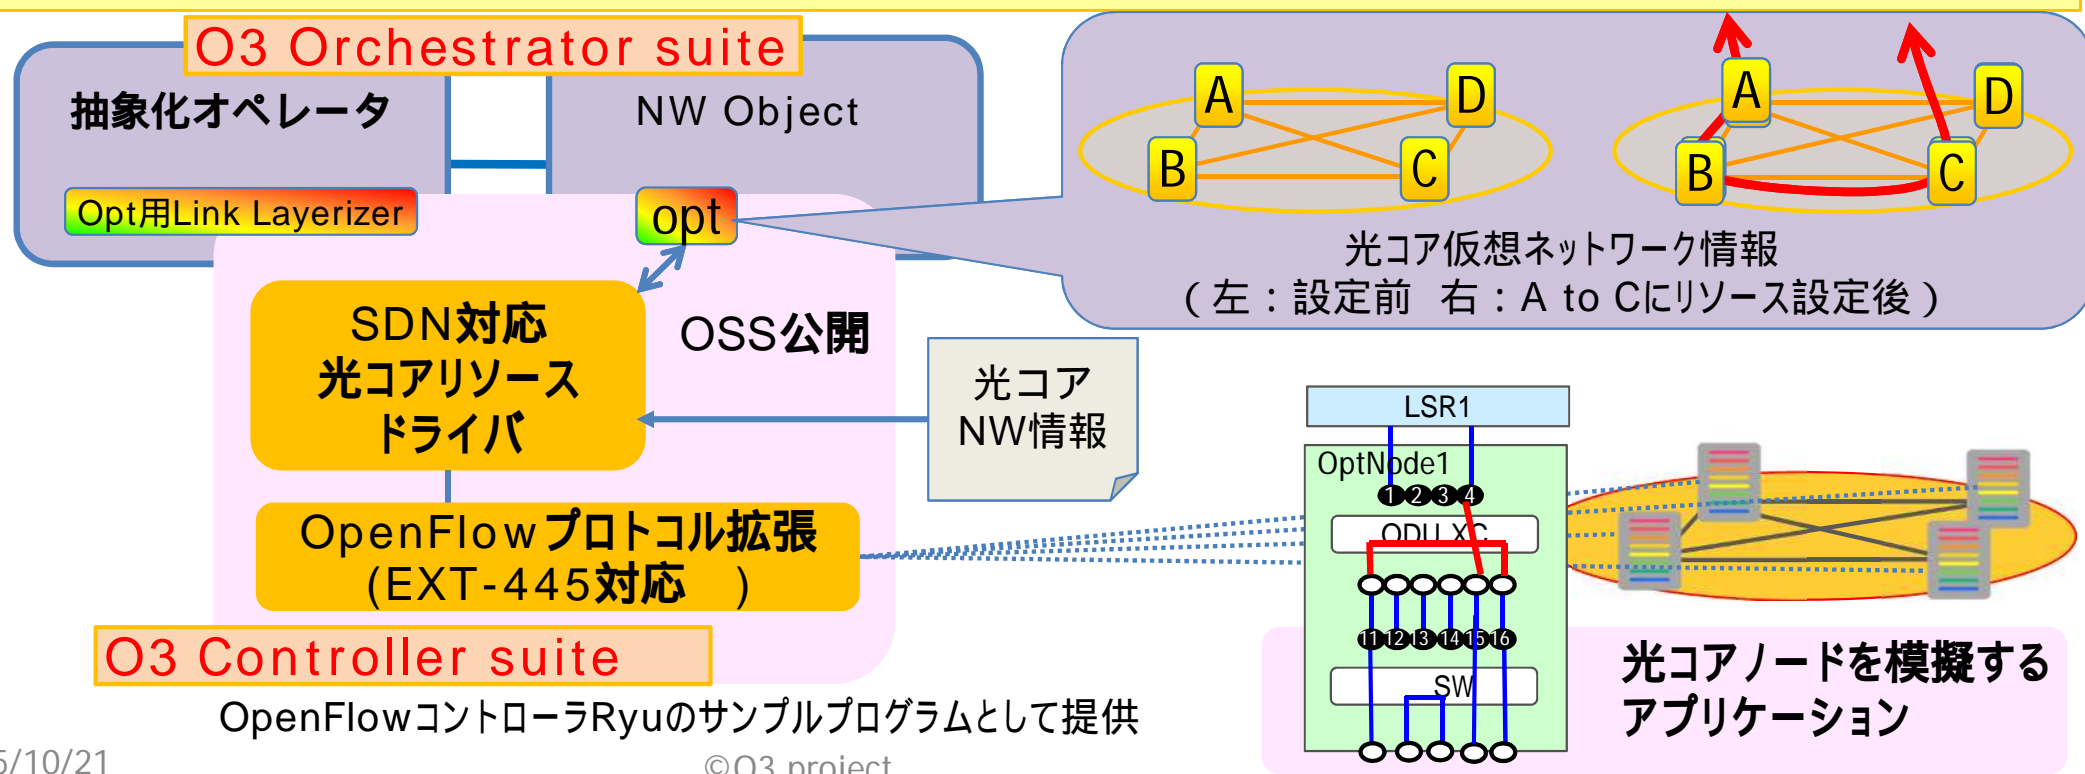 O3 Orchestrator suite
抽象化オペレータ
NW Object
Opt用Link Layerizer
opt
A
D
B
C
A
D
B
C
光コア仮想ネットワーク情報
（左：設定前 右：A to Cにリソース設定後）
SDN対応
光コアリソース
ドライバ
OSS公開
光コア
NW情報
OpenFlowプロトコル拡張
(EXT-445対応 )
O3 Controller suite
OpenFlowコントローラRyuのサンプルプログラムとして提供
LSR1
OptNode1
1 2 3 4
ODU XC
11 12 13 14 15 16
SW
光コアノードを模擬する
アプリケーション
5/10/21
©O3 project